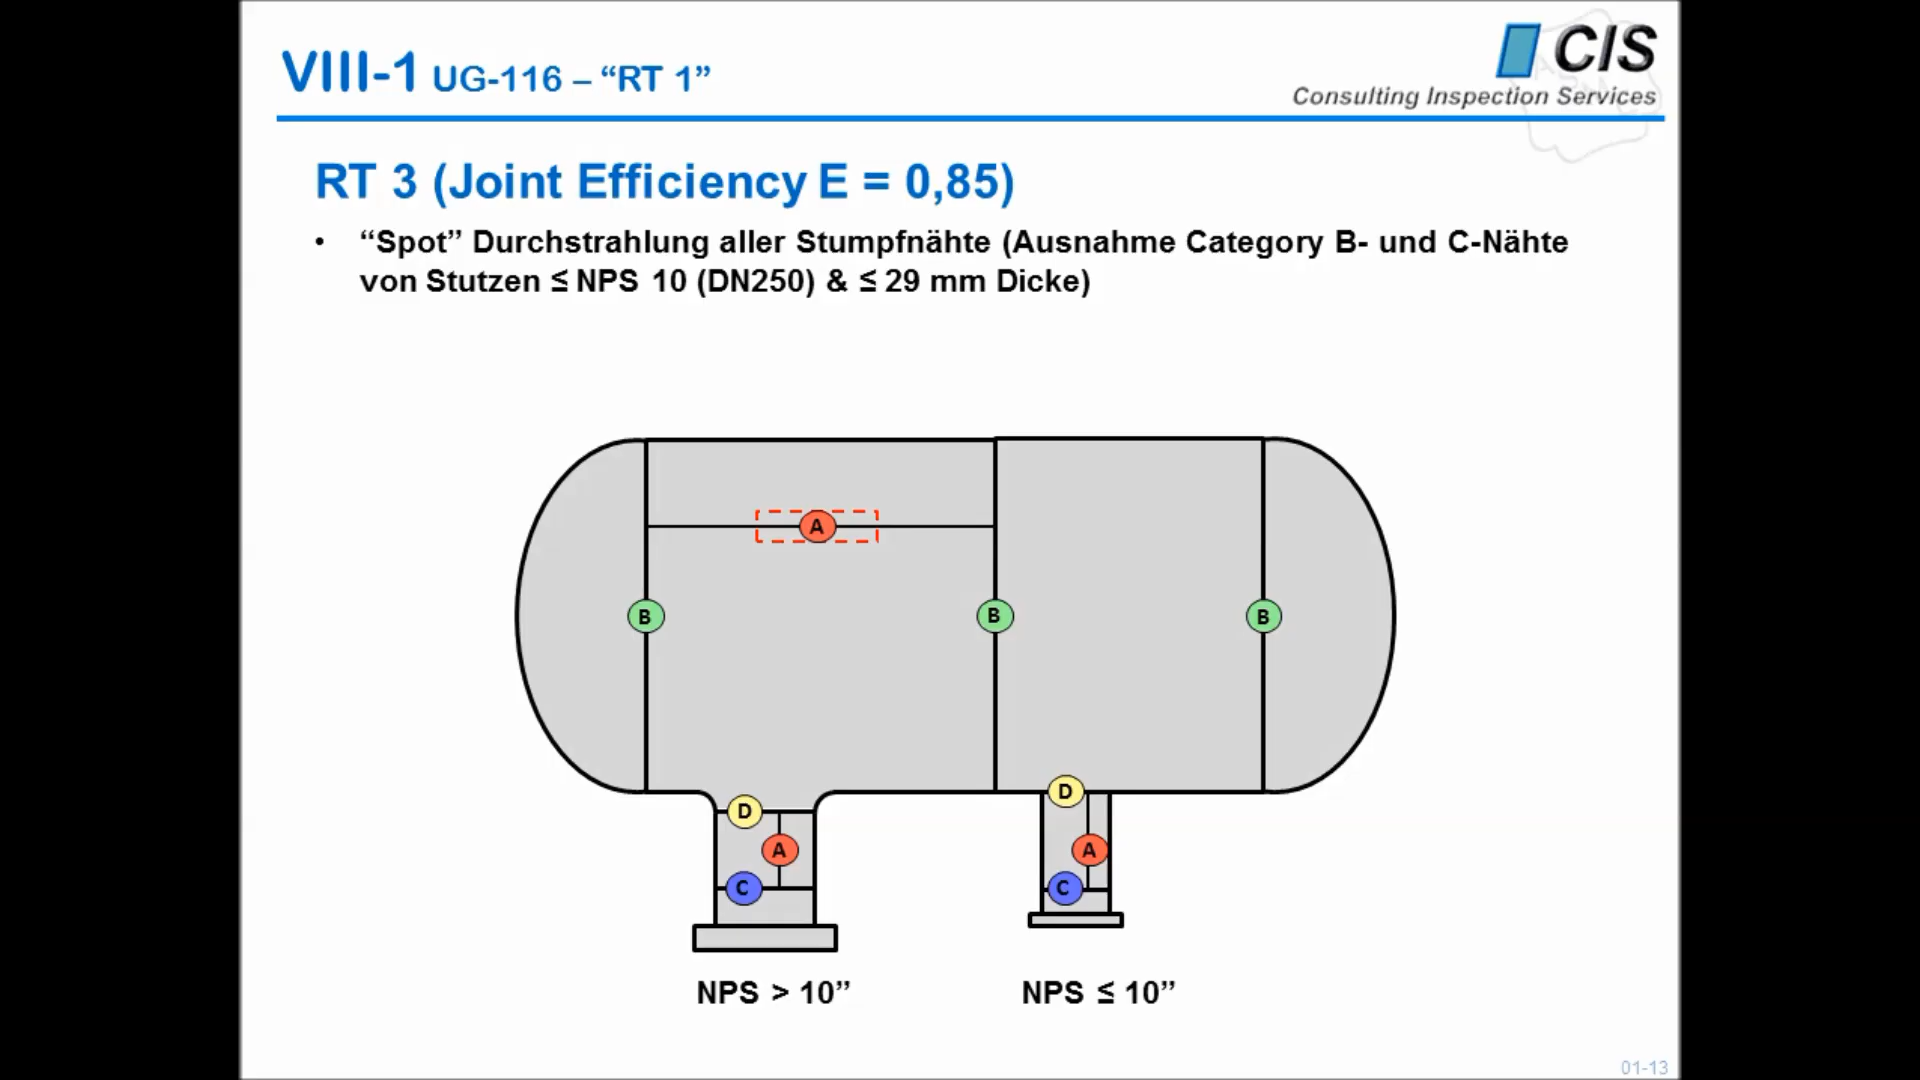 VIII-1 UG-116 – “RT 1”
CIS
Consulting Inspection Services
RT 3 (Joint Efficiency E = 0,85)
• “Spot” Durchstrahlung aller Stumpfnähte (Ausnahme Category B- und C-Nähte
von Stutzen ≤ NPS 10 (DN250) & ≤ 29 mm Dicke)
A
B
B
B
D
D
A
A
C
C
NPS > 10”
NPS ≤ 10”
01-13